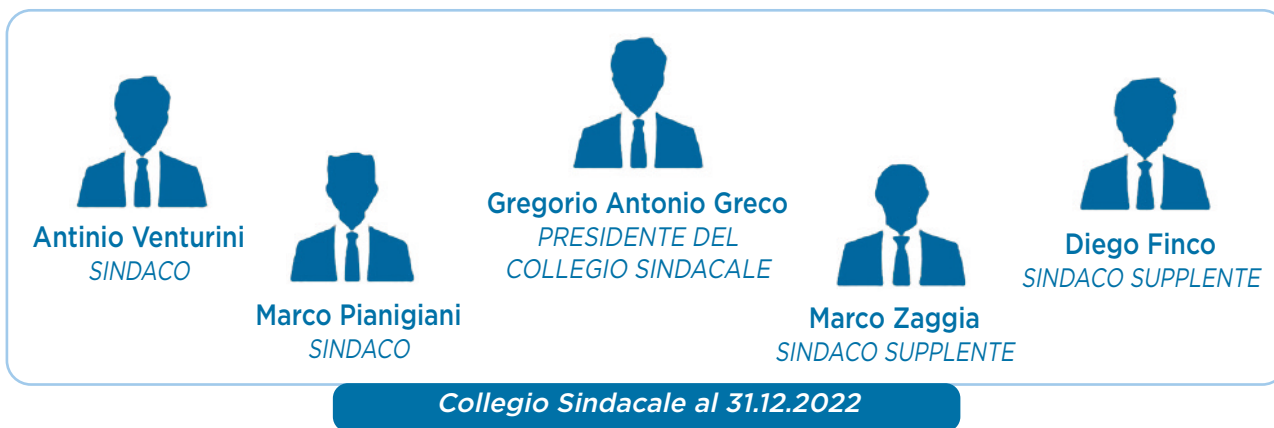 Antinio Venturini
SINDACO
Marco Pianigiani
SINDACO
Gregorio Antonio Greco
PRESIDENTE DEL
COLLEGIO SINDACALE
Marco Zaggia
SINDACO SUPPLENTE
Diego Finco
SINDACO SUPPLENTE
Collegio Sindacale al 31.12.2022